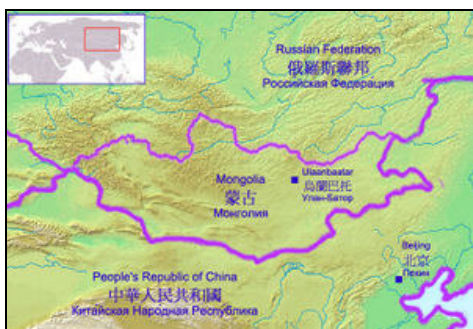 Russian Federation
俄羅斯聯邦
Российская Федерация
Mongolia
蒙古
Монголия
Ulaanbaatar
烏蘭巴托
Улан-Батор
Beijing
北京
Пекин
People's Republic of China
中華人民共和國
Китайская Народная Республика